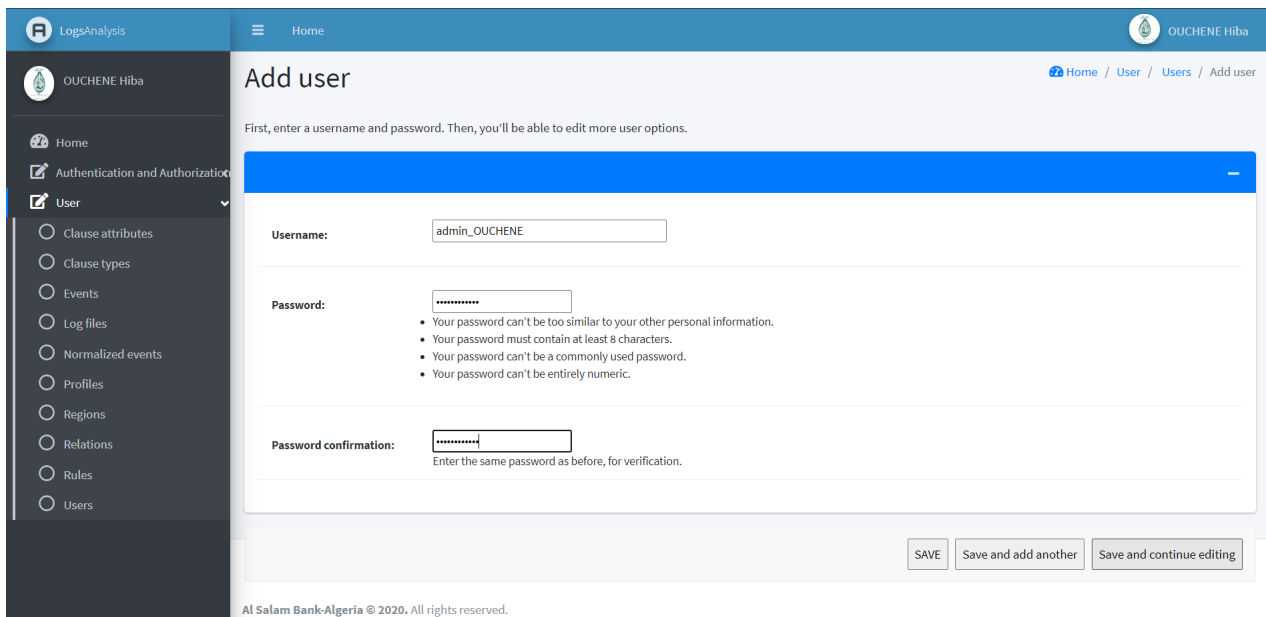 LogsAnalysis
Home
OUCHENE Hiba
OUCHENE Hiba
Home
Authentication and Authorization
User
Clause attributes
Clause types
Events
Log files
Normalized events
Profiles
Regions
Relations
Rules
Users
Add user
Home / User / Users / Add user
First, enter a username and password. Then, you'll be able to edit more user options.
Username:
admin_OUCHENE
Password:
••••••••••••
• Your password can't be too similar to your other personal information.
• Your password must contain at least 8 characters.
• Your password can't be a commonly used password.
• Your password can't be entirely numeric.
Password confirmation:
••••••••••••
Enter the same password as before, for verification.
SAVE
Save and add another
Save and continue editing
Al Salam Bank-Algeria © 2020. All rights reserved.